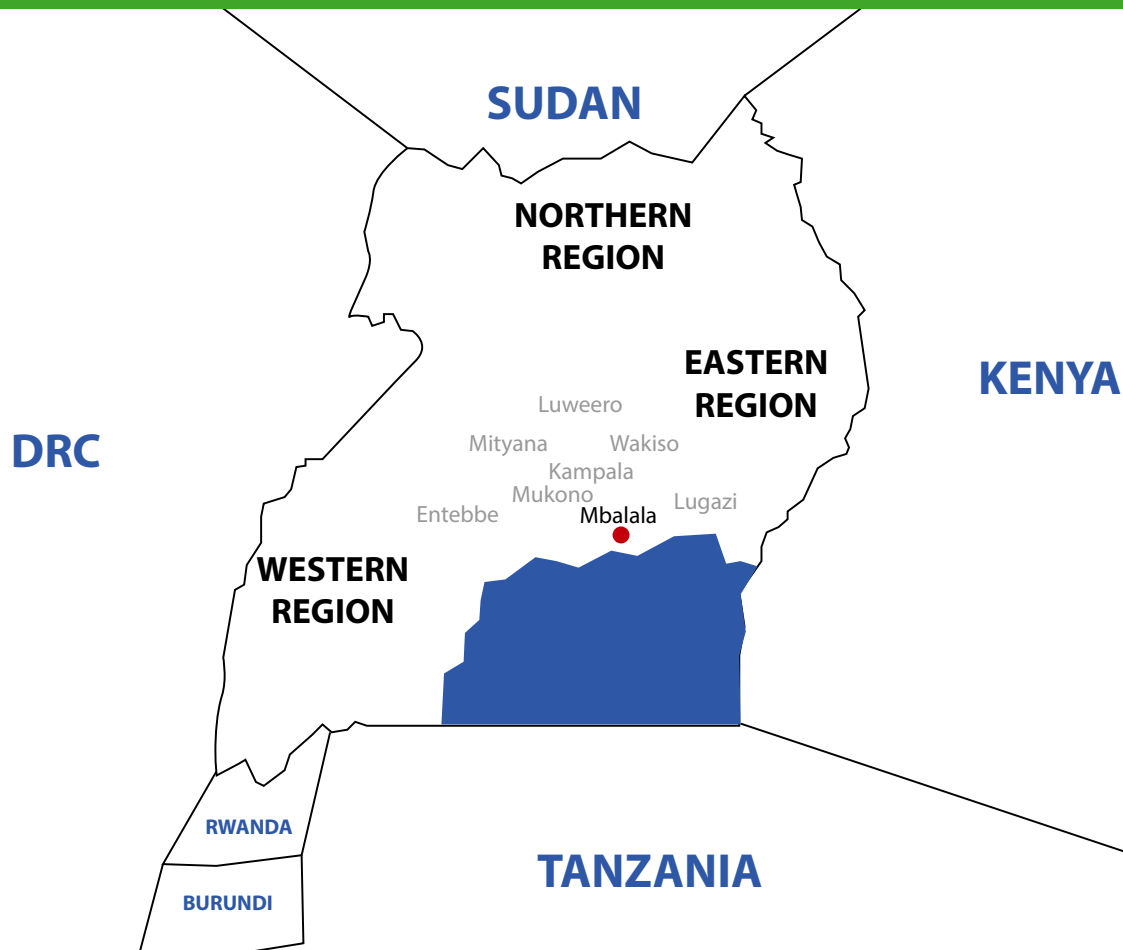 SUDAN
NORTHERN
REGION
EASTERN
REGION
KENYA
Luweero
DRC
Mityana
Wakiso
Kampala
Mukono
Lugazi
Entebbe
Mbalala
WESTERN
REGION
RWANDA
TANZANIA
BURUNDI